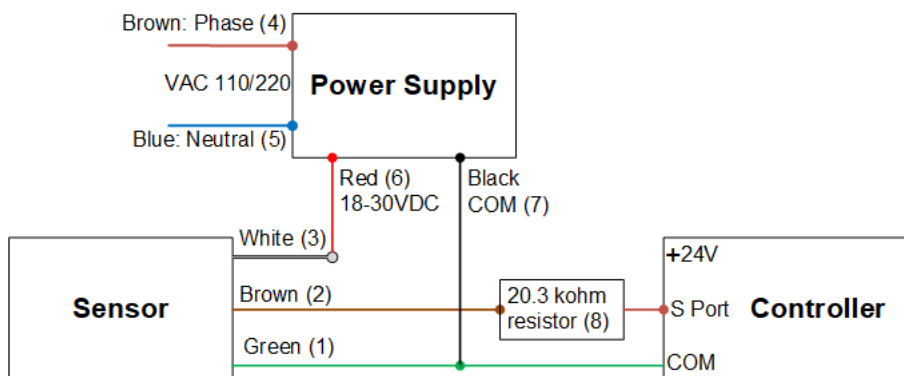 Brown: Phase (4)
VAC 110/220
Blue: Neutral (5)
Power Supply
Red (6)
18-30VDC
Black
COM (7)
White (3)
Brown (2)
Green (1)
Sensor
20.3 kohm
resistor (8)
+24V
S Port
COM
Controller